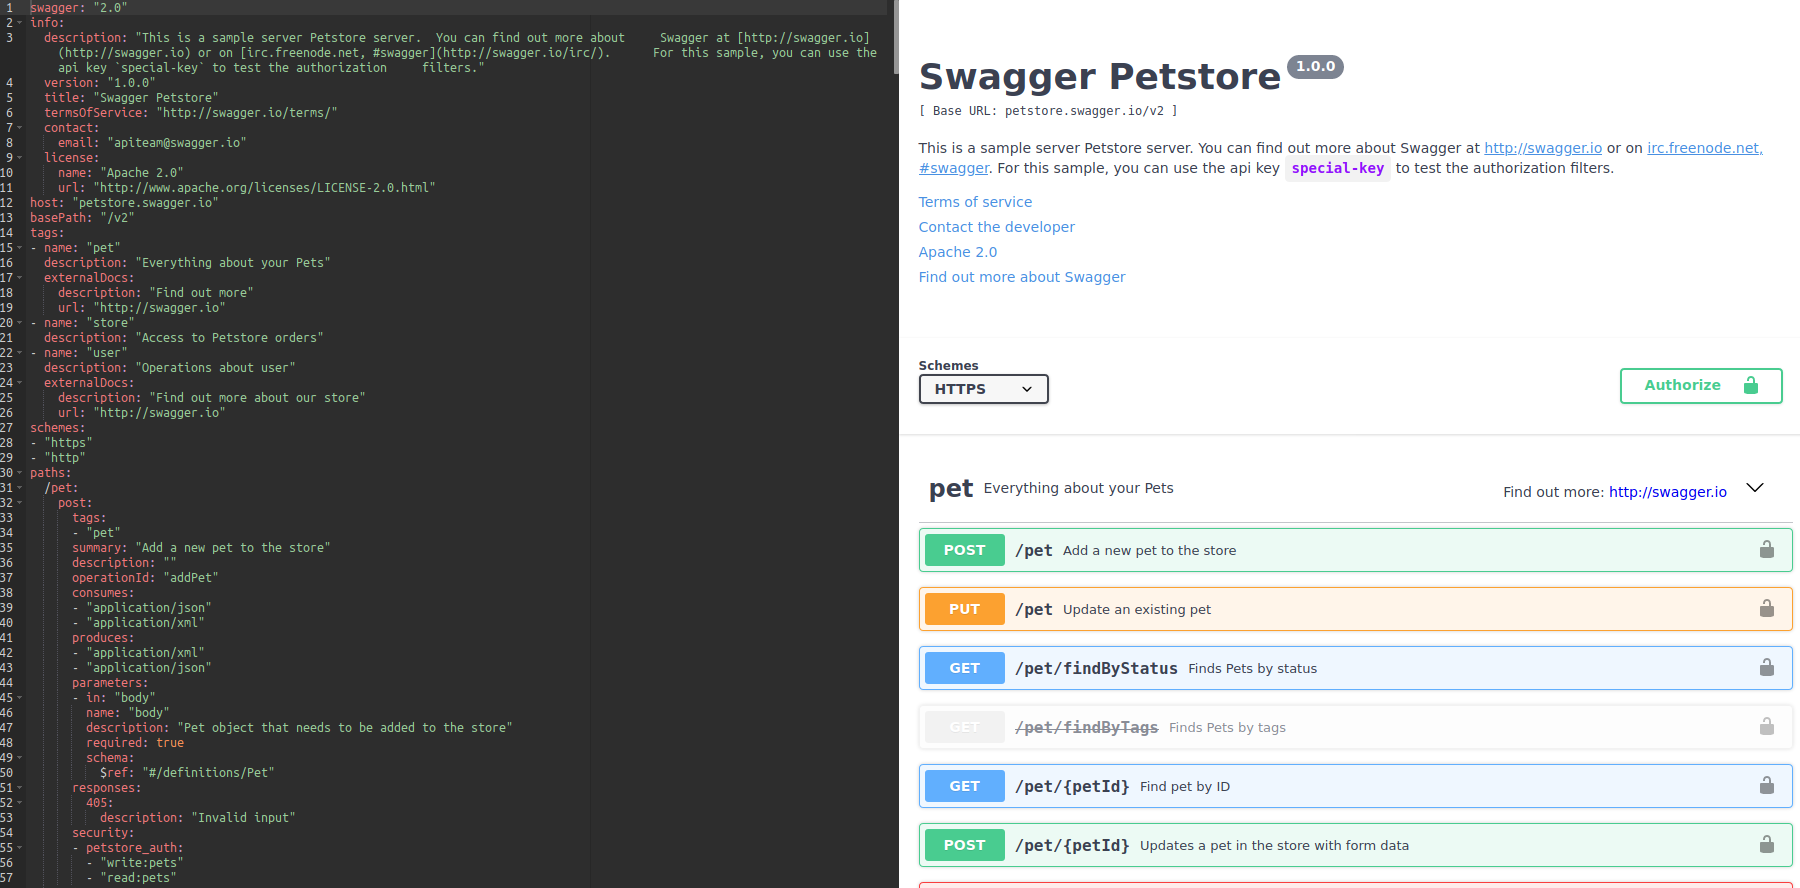 1 swagger: "2.0"
2 info:
3 description: "This is a sample server Petstore server.  You can find out more about     Swagger at [http://swagger.io]
(http://swagger.io) or on [irc.freenode.net, #swagger](http://swagger.io/irc/).      For this sample, you can use the
api key `special-key` to test the authorization     filters."
4 version: "1.0.0"
5 title: "Swagger Petstore"
6 termsOfService: "http://swagger.io/terms/"
7 contact:
8 email: "apiteam@swagger.io"
9 license:
10 name: "Apache 2.0"
11 url: "http://www.apache.org/licenses/LICENSE-2.0.html"
12 host: "petstore.swagger.io"
13 basePath: "/v2"
14 tags:
15 - name: "pet"
16 description: "Everything about your Pets"
17 externalDocs:
18 description: "Find out more"
19 url: "http://swagger.io"
20 - name: "store"
21 description: "Access to Petstore orders"
22 - name: "user"
23 description: "Operations about user"
24 externalDocs:
25 description: "Find out more about our store"
26 url: "http://swagger.io"
27 schemes:
28 - "https"
29 - "http"
30 paths:
31 /pet:
32 post:
33 tags:
34 - "pet"
35 summary: "Add a new pet to the store"
36 description: ""
37 operationId: "addPet"
38 consumes:
39 - "application/json"
40 - "application/xml"
41 produces:
42 - "application/xml"
43 - "application/json"
44 parameters:
45 - in: "body"
46 name: "body"
47 description: "Pet object that needs to be added to the store"
48 required: true
49 schema:
50 $ref: "#/definitions/Pet"
51 responses:
52 405:
53 description: "Invalid input"
54 security:
55 - petstore_auth:
56 - "write:pets"
57 - "read:pets"
Swagger Petstore 1.0.0
[ Base URL: petstore.swagger.io/v2 ]
This is a sample server Petstore server. You can find out more about Swagger at http://swagger.io or on irc.freenode.net,
#swagger. For this sample, you can use the api key special-key to test the authorization filters.
Terms of service
Contact the developer
Apache 2.0
Find out more about Swagger
Schemes
HTTPS
Authorize
pet Everything about your Pets Find out more: http://swagger.io
POST /pet Add a new pet to the store
PUT /pet Update an existing pet
GET /pet/findByStatus Finds Pets by status
GET /pet/findByTags Finds Pets by tags
GET /pet/{petId} Find pet by ID
POST /pet/{petId} Updates a pet in the store with form data